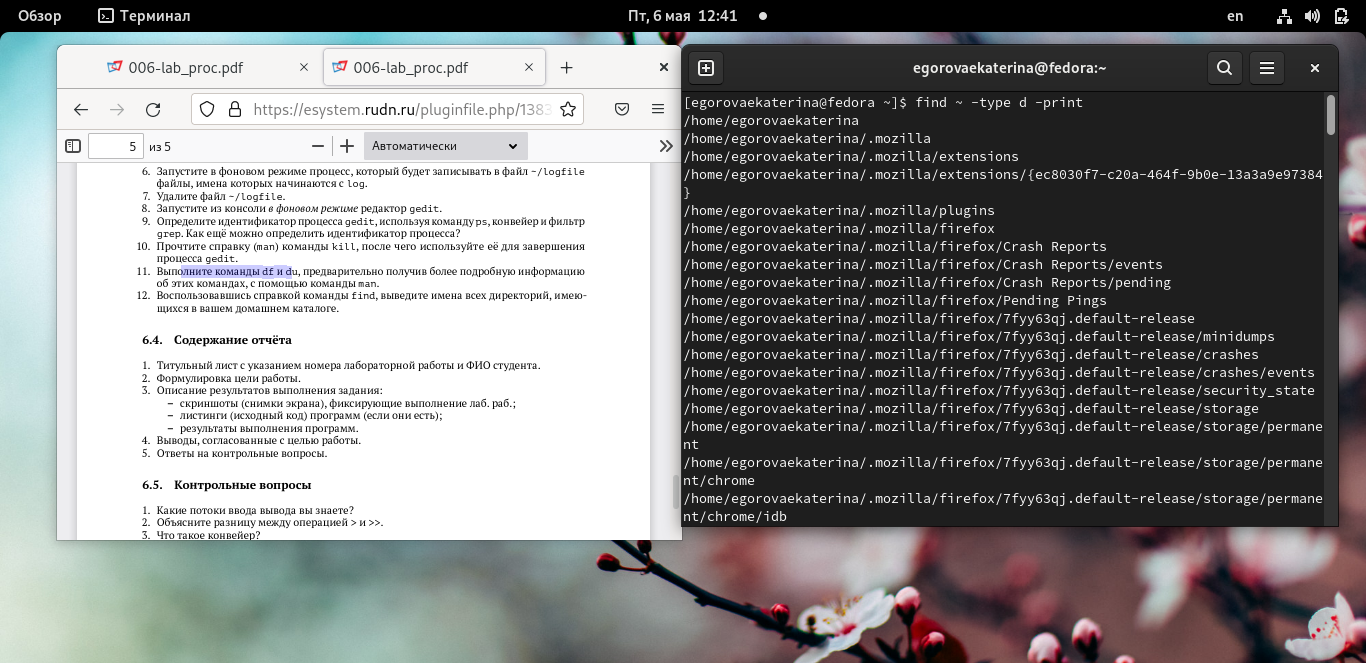 Обзор
Терминал
Пт, 6 мая 12:41
en
006-lab_proc.pdf
006-lab_proc.pdf
https://esystem.rudn.ru/pluginfile.php/1383
5 из 5
Автоматически
6. Запустите в фоновом режиме процесс, который будет записывать в файл ~/logfile
файлы, имена которых начинаются с log.
7. Удалите файл ~/logfile.
8. Запустите из консоли в фоновом режиме редактор gedit.
9. Определите идентификатор процесса gedit, используя команду ps, конвейер и фильтр
grep. Как ещё можно определить идентификатор процесса?
10. Прочтите справку (man) команды kill, после чего используйте её для завершения
процесса gedit.
11. Выполните команды df и du, предварительно получив более подробную информацию
об этих командах, с помощью команды man.
12. Воспользовавшись справкой команды find, выведите имена всех директорий, имею-
щихся в вашем домашнем каталоге.
6.4. Содержание отчёта
1. Титульный лист с указанием номера лабораторной работы и ФИО студента.
2. Формулировка цели работы.
3. Описание результатов выполнения задания:
– скриншоты (снимки экрана), фиксирующие выполнение лаб. раб.;
– листинги (исходный код) программ (если они есть);
– результаты выполнения программ.
4. Выводы, согласованные с целью работы.
5. Ответы на контрольные вопросы.
6.5. Контрольные вопросы
1. Какие потоки ввода вывода вы знаете?
2. Объясните разницу между операцией > и >>.
3. Что такое конвейер?
egorovaekaterina@fedora:~
[egorovaekaterina@fedora ~]$ find ~ -type d -print
/home/egorovaekaterina
/home/egorovaekaterina/.mozilla
/home/egorovaekaterina/.mozilla/extensions
/home/egorovaekaterina/.mozilla/extensions/{ec8030f7-c20a-464f-9b0e-13a3a9e97384
}
/home/egorovaekaterina/.mozilla/plugins
/home/egorovaekaterina/.mozilla/firefox
/home/egorovaekaterina/.mozilla/firefox/Crash Reports
/home/egorovaekaterina/.mozilla/firefox/Crash Reports/events
/home/egorovaekaterina/.mozilla/firefox/Crash Reports/pending
/home/egorovaekaterina/.mozilla/firefox/Pending Pings
/home/egorovaekaterina/.mozilla/firefox/7fyy63qj.default-release
/home/egorovaekaterina/.mozilla/firefox/7fyy63qj.default-release/minidumps
/home/egorovaekaterina/.mozilla/firefox/7fyy63qj.default-release/crashes
/home/egorovaekaterina/.mozilla/firefox/7fyy63qj.default-release/crashes/events
/home/egorovaekaterina/.mozilla/firefox/7fyy63qj.default-release/security_state
/home/egorovaekaterina/.mozilla/firefox/7fyy63qj.default-release/storage
/home/egorovaekaterina/.mozilla/firefox/7fyy63qj.default-release/storage/permane
nt
/home/egorovaekaterina/.mozilla/firefox/7fyy63qj.default-release/storage/permane
nt/chrome
/home/egorovaekaterina/.mozilla/firefox/7fyy63qj.default-release/storage/permane
nt/chrome/idb